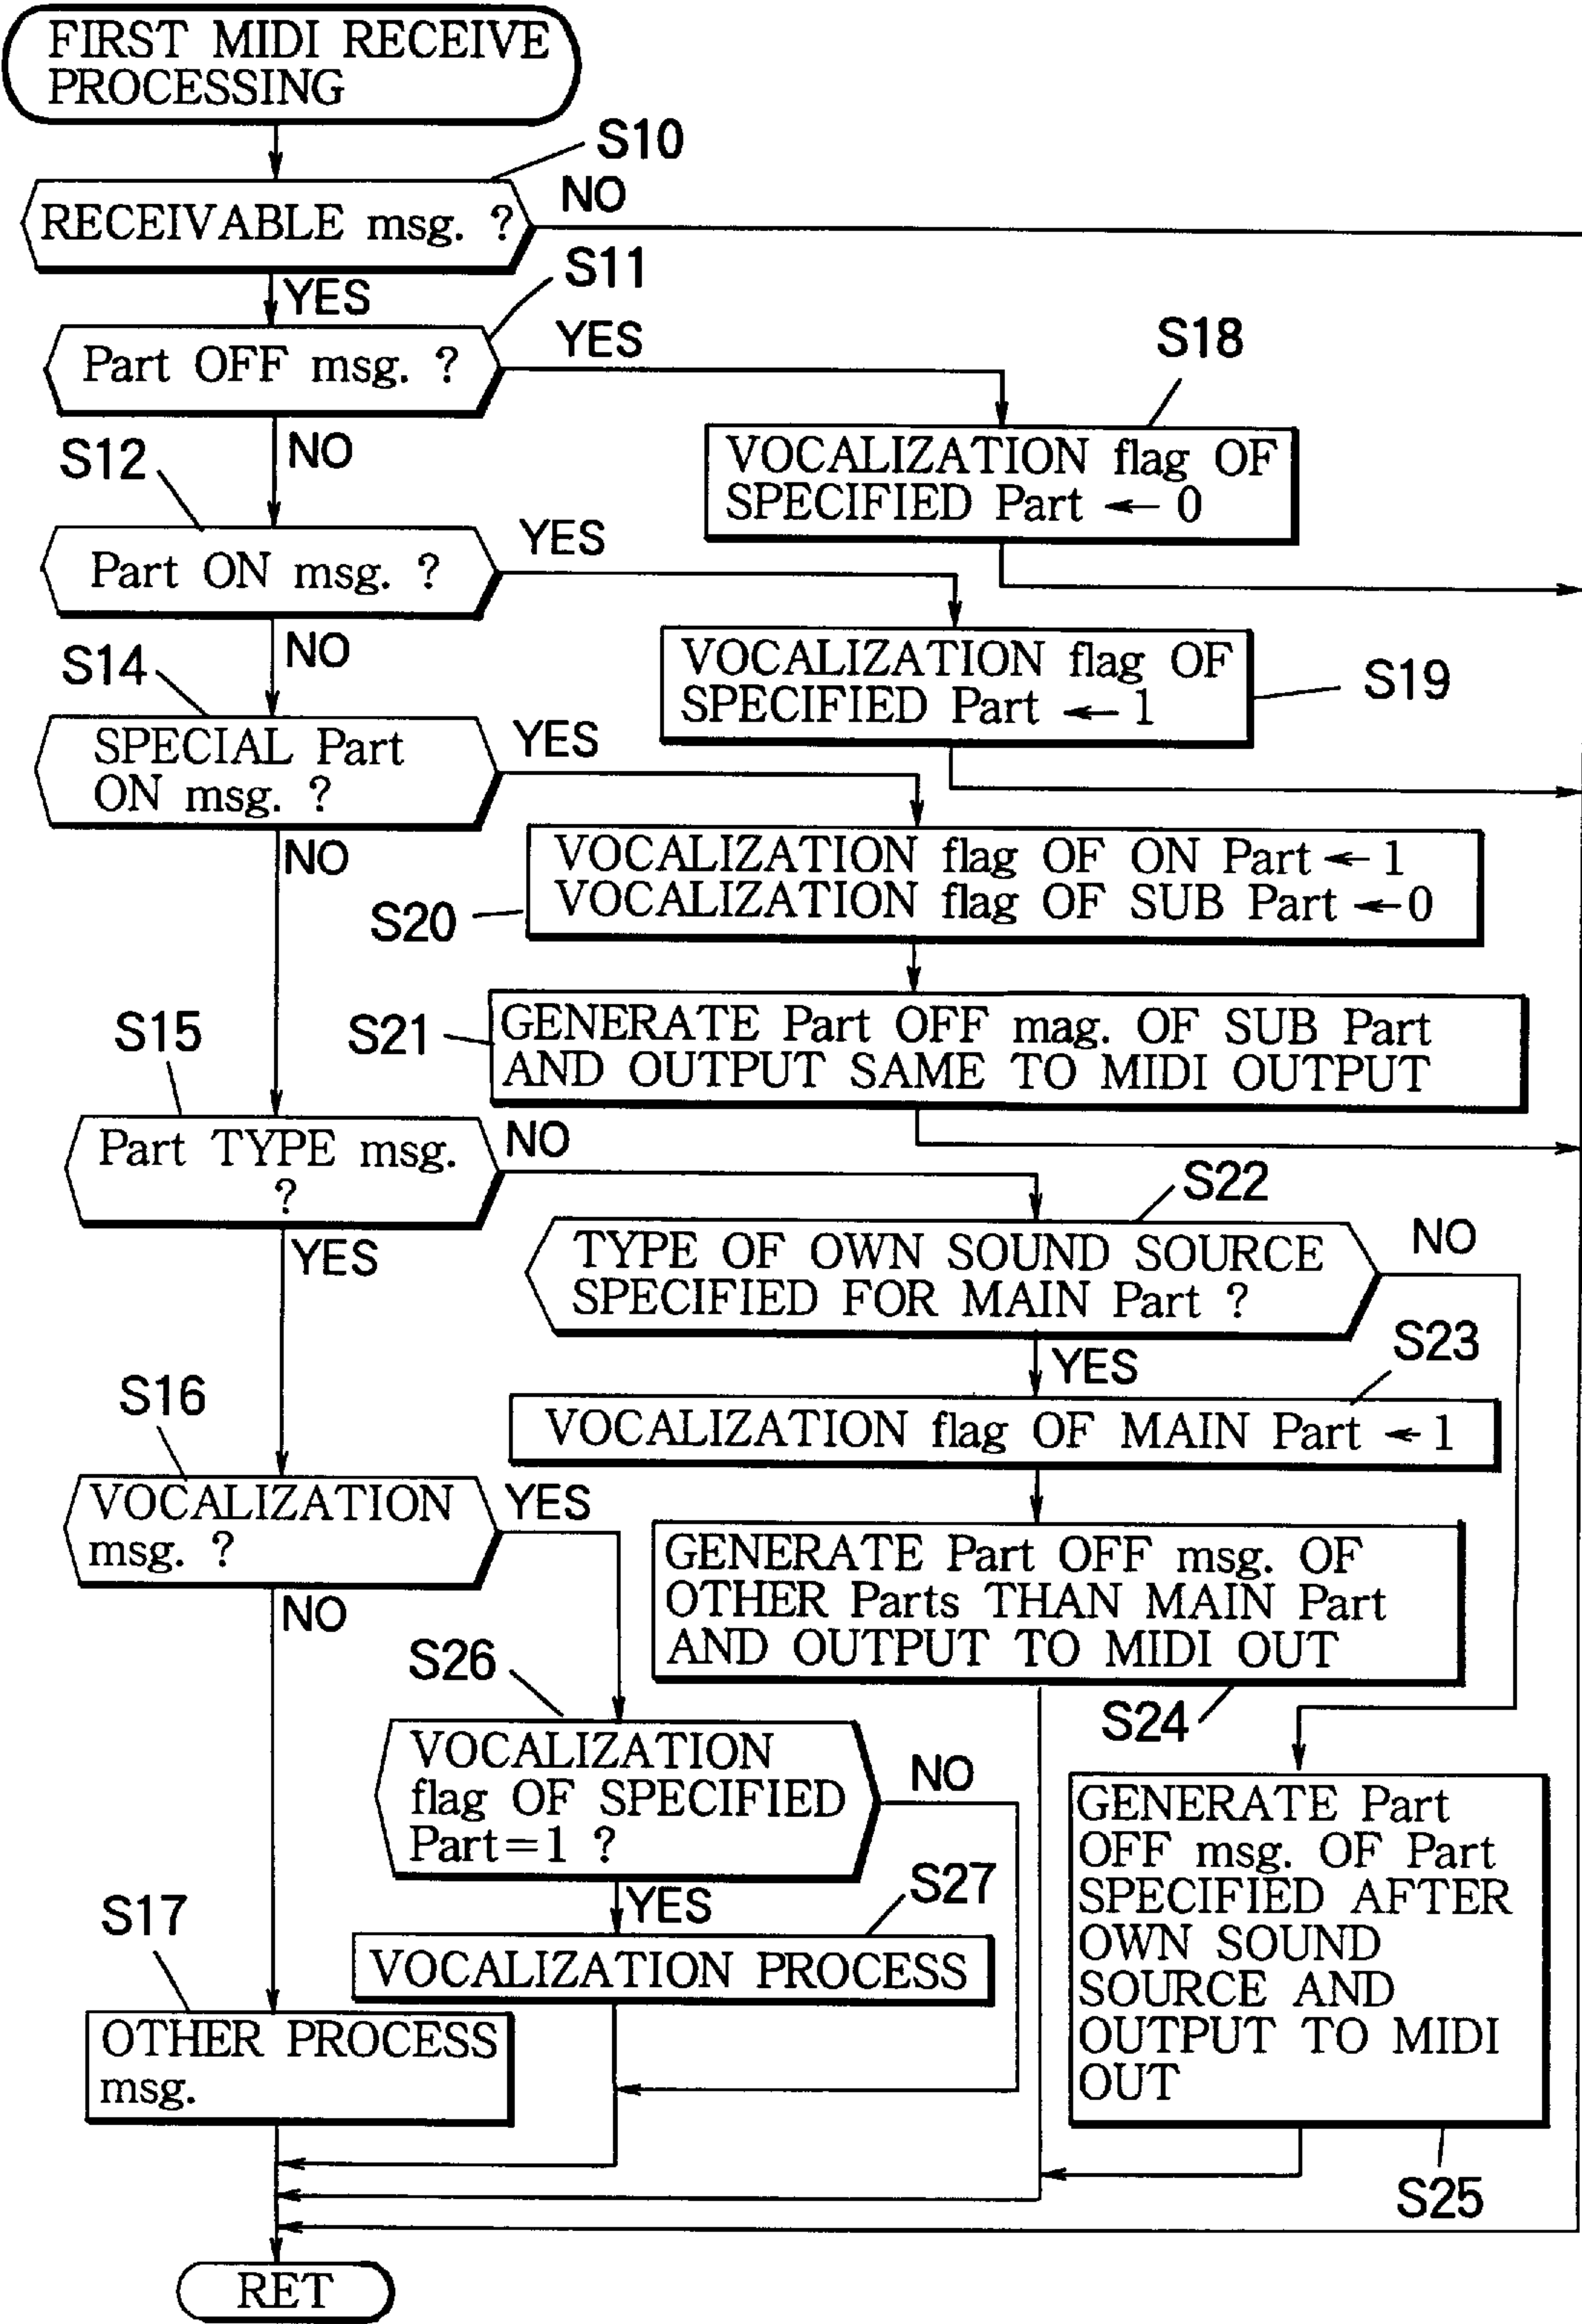 FIRST MIDI RECEIVE
PROCESSING
S10
RECEIVABLE msg. ?
NO
YES
S11
Part OFF msg. ?
YES
S18
VOCALIZATION flag OF
SPECIFIED Part ← 0
NO
S12
Part ON msg. ?
YES
S19
VOCALIZATION flag OF
SPECIFIED Part ← 1
NO
S14
SPECIAL Part
ON msg. ?
YES
NO
VOCALIZATION flag OF ON Part ← 1
VOCALIZATION flag OF SUB Part ← 0
S20
S21
GENERATE Part OFF mag. OF SUB Part
AND OUTPUT SAME TO MIDI OUTPUT
S15
Part TYPE msg.
?
NO
YES
S22
TYPE OF OWN SOUND SOURCE
SPECIFIED FOR MAIN Part ?
NO
YES
S23
VOCALIZATION flag OF MAIN Part ← 1
S16
VOCALIZATION
msg. ?
YES
NO
GENERATE Part OFF msg. OF
OTHER Parts THAN MAIN Part
AND OUTPUT TO MIDI OUT
S24
S26
VOCALIZATION
flag OF SPECIFIED
Part=1 ?
NO
YES
S27
VOCALIZATION PROCESS
GENERATE Part
OFF msg. OF Part
SPECIFIED AFTER
OWN SOUND
SOURCE AND
OUTPUT TO MIDI
OUT
S25
S17
OTHER PROCESS
msg.
RET